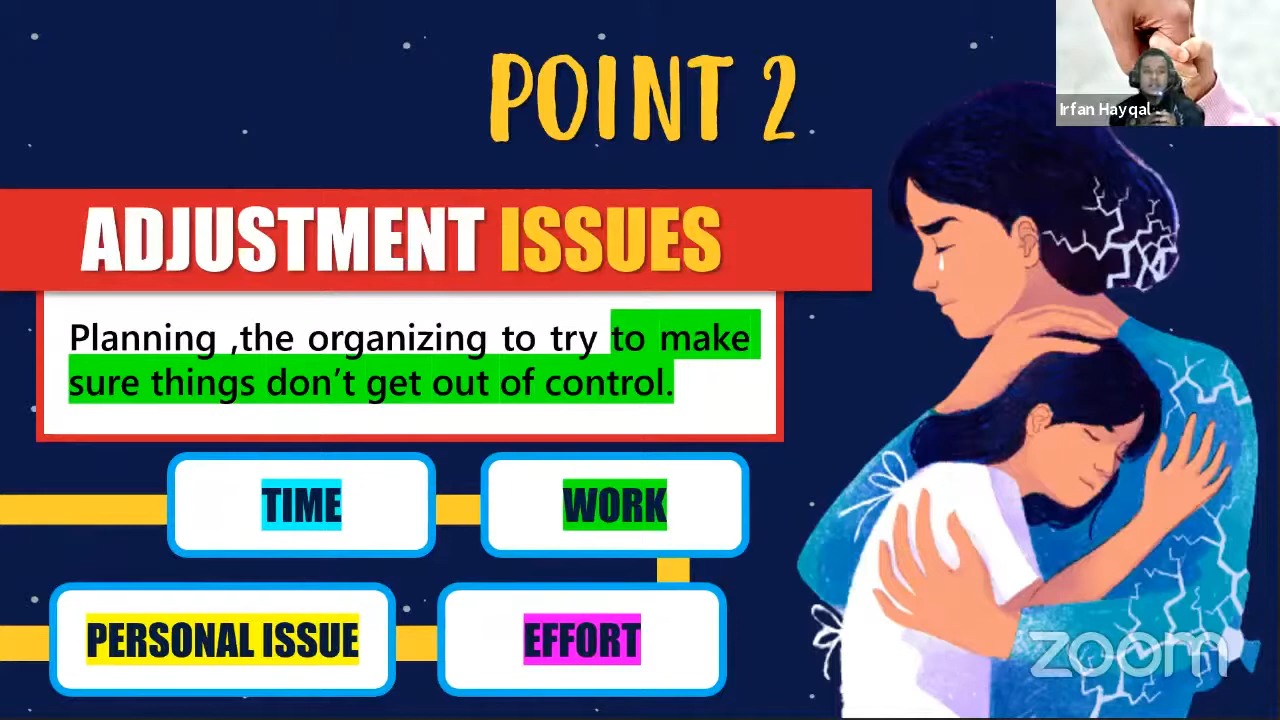 POINT 2
Irfan Hayqal
ADJUSTMENT ISSUES
Planning ,the organizing to try to make
sure things don’t get out of control.
TIME
WORK
PERSONAL ISSUE
EFFORT
zoom